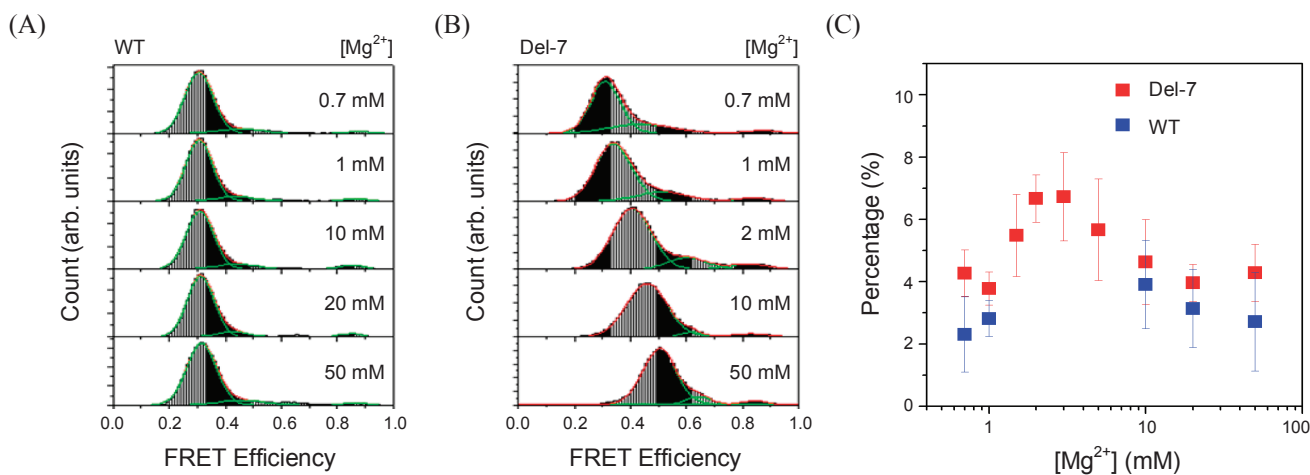 (A)
WT
[Mg²⁺]
0.7 mM
1 mM
10 mM
20 mM
50 mM
Count (arb. units)
0.0 0.2 0.4 0.6 0.8 1.0
FRET Efficiency
(B)
Del-7
[Mg²⁺]
0.7 mM
1 mM
2 mM
10 mM
50 mM
Count (arb. units)
0.0 0.2 0.4 0.6 0.8 1.0
FRET Efficiency
(C)
Del-7
WT
Percentage (%)
10
8
6
4
2
0
1 10 100
[Mg²⁺] (mM)